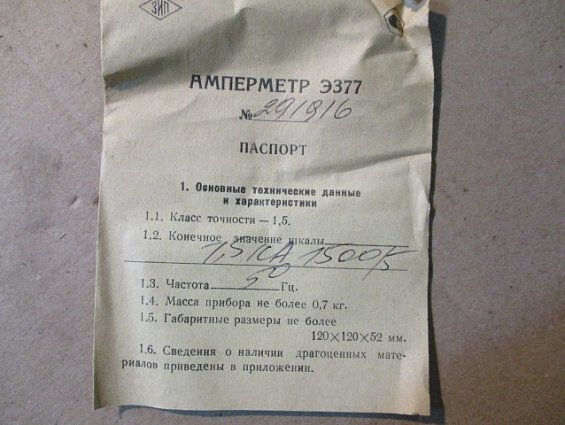 ЗИП
АМПЕРМЕТР Э377
№ 291916
ПАСПОРТ
1. Основные технические данные
и характеристики
1.1. Класс точности — 1,5.
1.2. Конечное значение шкалы
1,5 кА 1500/5
1.3. Частота 50 Гц.
1.4. Масса прибора не более 0,7 кг.
1.5. Габаритные размеры не более
120×120×52 мм.
1.6. Сведения о наличии драгоценных мате-
риалов приведены в приложении.